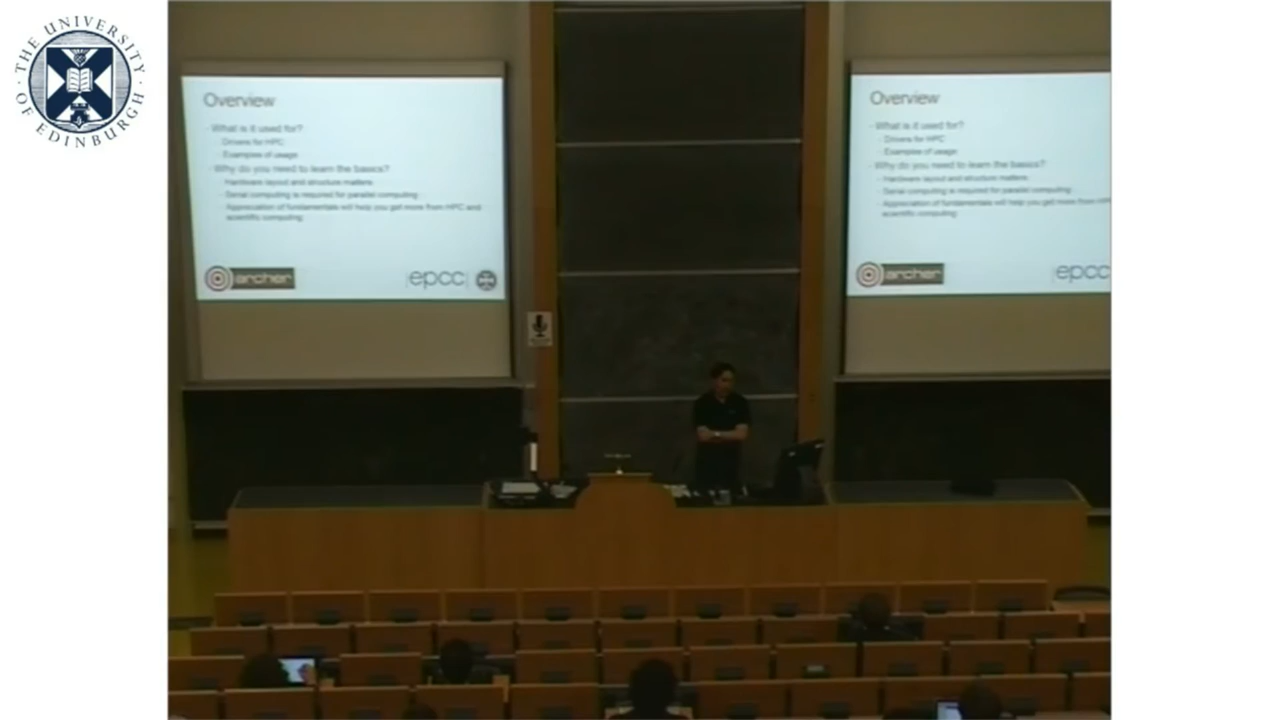 THE UNIVERSITY
OF EDINBURGH
Overview
What is it used for?
Drivers for HPC
Examples of usage
Why do you need to learn the basics?
Hardware layout and structure matters
Serial computing is required for parallel computing
Appreciation of fundamentals will help you get more from HPC and
scientific computing
archer
epcc
Overview
What is it used for?
Drivers for HPC
Examples of usage
Why do you need to learn the basics?
Hardware layout and structure matters
Serial computing is required for parallel computing
Appreciation of fundamentals will help you get more from
scientific computing
archer
epcc